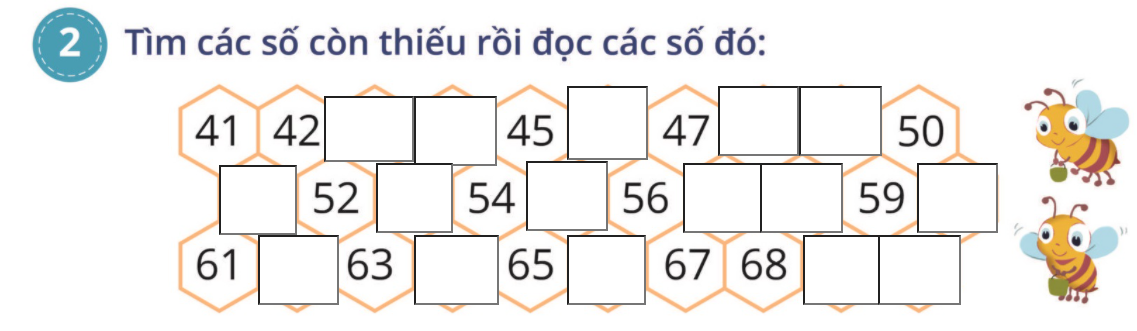 2 Tìm các số còn thiếu rồi đọc các số đó:
41 42 45 47 50
52 54 56 59
61 63 65 67 68